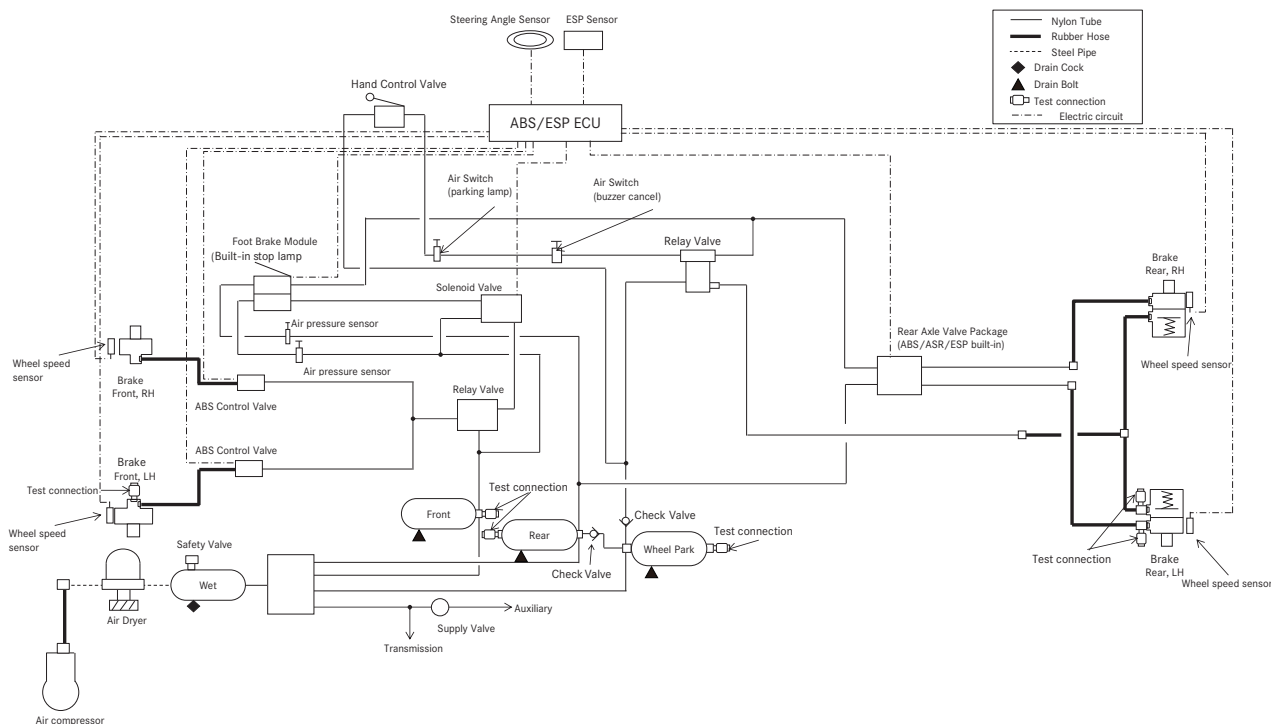 Steering Angle Sensor
ESP Sensor
Nylon Tube
Rubber Hose
Steel Pipe
Drain Cock
Drain Bolt
Test connection
Electric circuit
Hand Control Valve
ABS/ESP ECU
Air Switch
(parking lamp)
Air Switch
(buzzer cancel)
Foot Brake Module
(Built-in stop lamp
Relay Valve
Brake
Rear, RH
Solenoid Valve
Air pressure sensor
Rear Axle Valve Package
(ABS/ASR/ESP built-in)
Wheel speed
sensor
Air pressure sensor
Wheel speed sensor
Brake
Front, RH
Relay Valve
ABS Control Valve
ABS Control Valve
Brake
Front, LH
Test connection
Test connection
Front
Check Valve
Wheel speed
sensor
Rear
Test connection
Wheel Park
Safety Valve
Check Valve
Test connection
Brake
Rear, LH
Wheel speed sensor
Wet
Air Dryer
Auxiliary
Supply Valve
Transmission
Air compressor